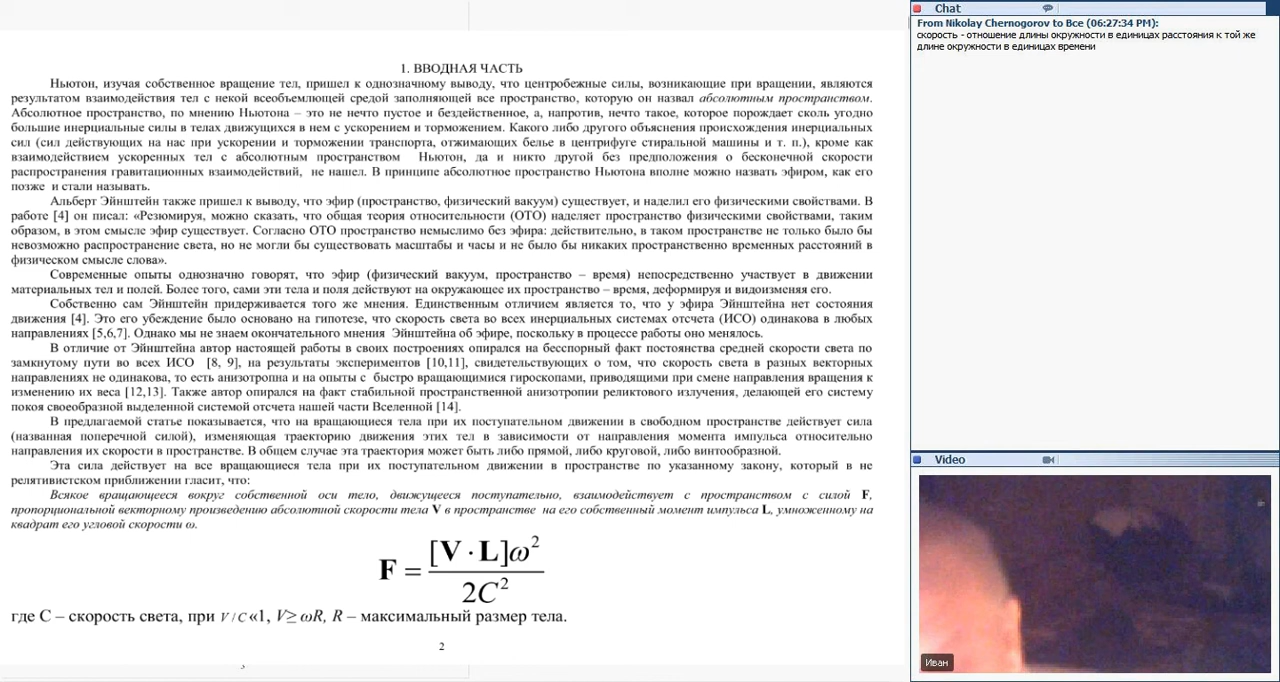 1. ВВОДНАЯ ЧАСТЬ
Ньютон, изучая собственное вращение тел, пришел к однозначному выводу, что центробежные силы, возникающие при вращении, являются
результатом взаимодействия тел с некой всеобъемлющей средой заполняющей все пространство, которую он назвал абсолютным пространством.
Абсолютное пространство, по мнению Ньютона – это не нечто пустое и бездейственное, а, напротив, нечто такое, которое порождает сколь угодно
большие инерциальные силы в телах движущихся в нем с ускорением и торможением. Какого либо другого объяснения происхождения инерциальных
сил (сил действующих на нас при ускорении и торможении транспорта, отжимающих белье в центрифуге стиральной машины и т. п.), кроме как
взаимодействием ускоренных тел с абсолютным пространством Ньютон, да и никто другой без предположения о бесконечной скорости
распространения гравитационных взаимодействий, не нашел. В принципе абсолютное пространство Ньютона вполне можно назвать эфиром, как его
позже и стали называть.
Альберт Эйнштейн также пришел к выводу, что эфир (пространство, физический вакуум) существует, и наделил его физическими свойствами. В
работе [4] он писал: «Резюмируя, можно сказать, что общая теория относительности (ОТО) наделяет пространство физическими свойствами, таким
образом, в этом смысле эфир существует. Согласно ОТО пространство немыслимо без эфира: действительно, в таком пространстве не только было бы
невозможно распространение света, но не могли бы существовать масштабы и часы и не было бы никаких пространственно временных расстояний в
физическом смысле слова».
Современные опыты однозначно говорят, что эфир (физический вакуум, пространство – время) непосредственно участвует в движении
материальных тел и полей. Более того, сами эти тела и поля действуют на окружающее их пространство – время, деформируя и видоизменяя его.
Собственно сам Эйнштейн придерживается того же мнения. Единственным отличием является то, что у эфира Эйнштейна нет состояния
движения [4]. Это его убеждение было основано на гипотезе, что скорость света во всех инерциальных системах отсчета (ИСО) одинакова в любых
направлениях [5,6,7]. Однако мы не знаем окончательного мнения Эйнштейна об эфире, поскольку в процессе работы оно менялось.
В отличие от Эйнштейна автор настоящей работы в своих построениях опирался на бесспорный факт постоянства средней скорости света по
замкнутому пути во всех ИСО [8, 9], на результаты экспериментов [10,11], свидетельствующих о том, что скорость света в разных векторных
направлениях не одинакова, то есть анизотропна и на опыты с быстро вращающимися гироскопами, приводящими при смене направления вращения к
изменению их веса [12,13]. Также автор опирался на факт стабильной пространственной анизотропии реликтового излучения, делающей его систему
покоя своеобразной выделенной системой отсчета нашей части Вселенной [14].
В предлагаемой статье показывается, что на вращающиеся тела при их поступательном движении в свободном пространстве действует сила
(названная поперечной силой), изменяющая траекторию движения этих тел в зависимости от направления момента импульса относительно
направления их скорости в пространстве. В общем случае эта траектория может быть либо прямой, либо круговой, либо винтообразной.
Эта сила действует на все вращающиеся тела при их поступательном движении в пространстве по указанному закону, который в не
релятивистском приближении гласит, что:
Всякое вращающееся вокруг собственной оси тело, движущееся поступательно, взаимодействует с пространством с силой F,
пропорциональной векторному произведению абсолютной скорости тела V в пространстве на его собственный момент импульса L, умноженному на
квадрат его угловой скорости ω.
F = [V · L]ω² / 2C²
где С – скорость света, при V / C «1, V≥ ωR, R – максимальный размер тела.
2
Chat
From Nikolay Chernogorov to Все (06:27:34 PM):
скорость - отношение длины окружности в единицах расстояния к той же
длине окружности в единицах времени
Video
Иван